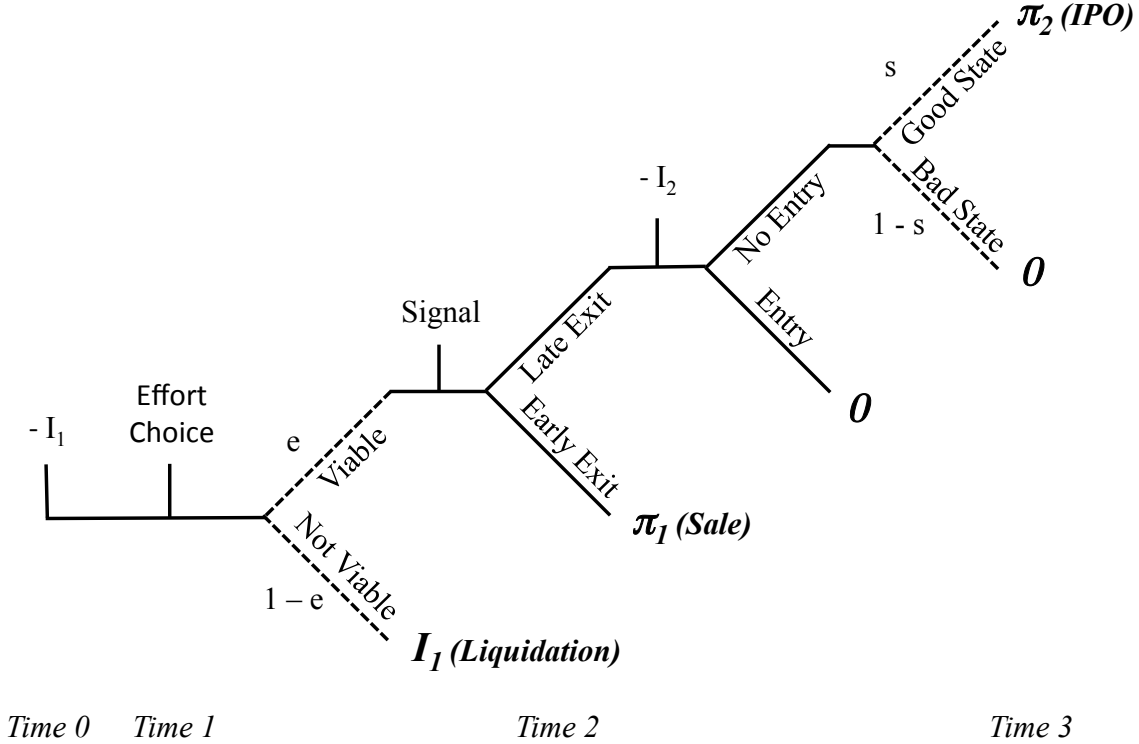 π2 (IPO)
s
Good State
- I2
No Entry
Bad State
1 - s
0
Signal
Late Exit
Entry
Effort
Choice
0
- I1
e
Viable
Early Exit
π1 (Sale)
Not Viable
1 – e
I1 (Liquidation)
Time 0 Time 1 Time 2 Time 3